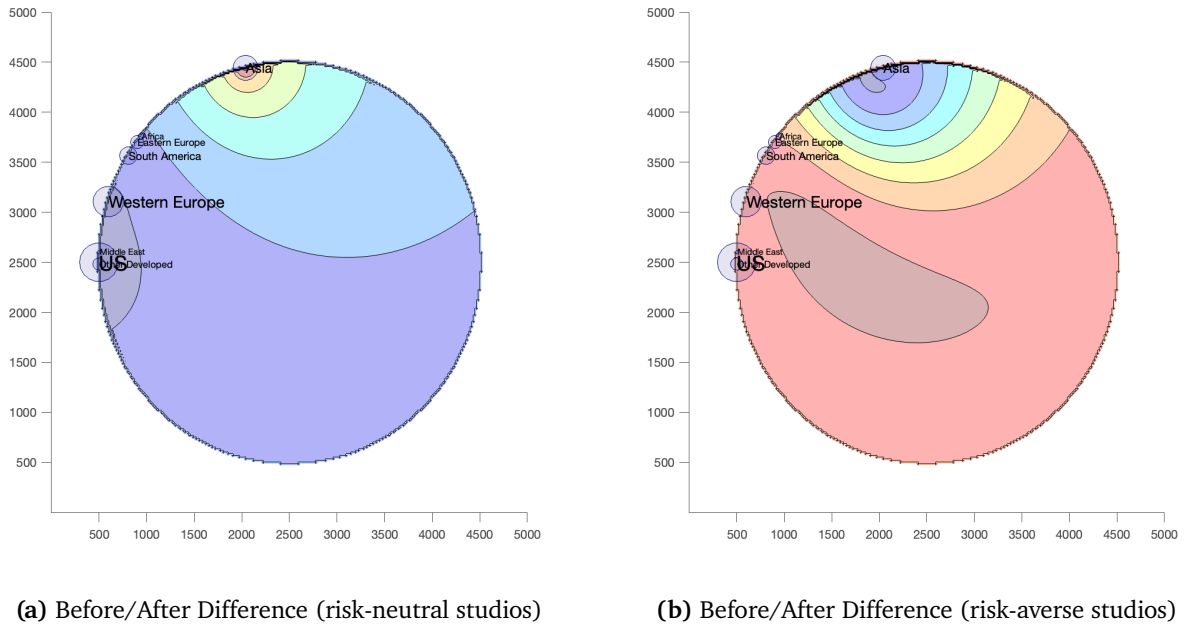 5000
4500
4000
3500
3000
2500
2000
1500
1000
500
500 1000 1500 2000 2500 3000 3500 4000 4500 5000
Asia
Africa
Eastern Europe
South America
Western Europe
Middle East
US
Other Developed
(a) Before/After Difference (risk-neutral studios)
5000
4500
4000
3500
3000
2500
2000
1500
1000
500
500 1000 1500 2000 2500 3000 3500 4000 4500 5000
Asia
Africa
Eastern Europe
South America
Western Europe
Middle East
US
Other Developed
(b) Before/After Difference (risk-averse studios)